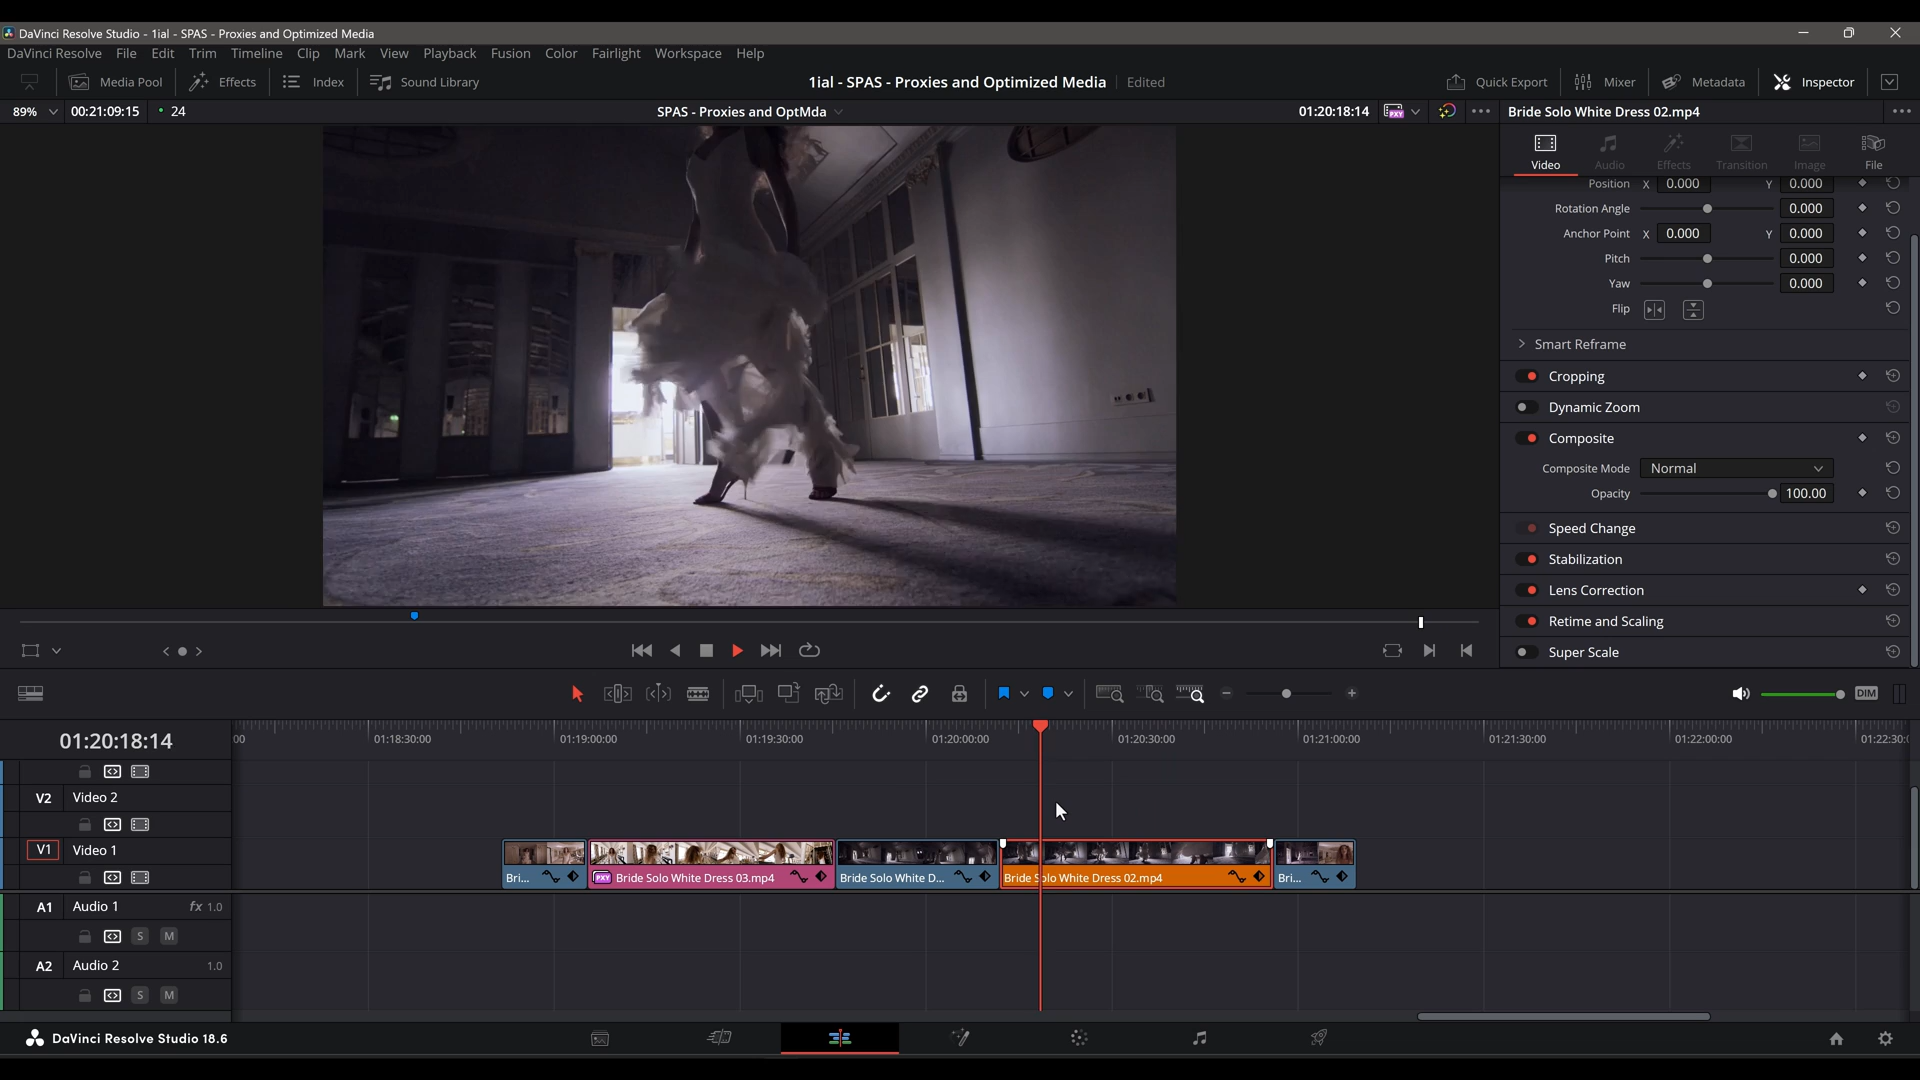 DaVinci Resolve Studio - 1ial - SPAS - Proxies and Optimized Media
DaVinci Resolve File Edit Trim Timeline Clip Mark View Playback Fusion Color Fairlight Workspace Help
Media Pool Effects Index Sound Library 1ial - SPAS - Proxies and Optimized Media Edited Quick Export Mixer Metadata Inspector
89% 00:21:09:15 24 SPAS - Proxies and OptMda 01:20:18:14 PXY Bride Solo White Dress 02.mp4
Video Audio Effects Transition Image File
Position X 0.000 Y 0.000
Rotation Angle 0.000
Anchor Point X 0.000 Y 0.000
Pitch 0.000
Yaw 0.000
Flip
Smart Reframe
Cropping
Dynamic Zoom
Composite
Composite Mode Normal
Opacity 100.00
Speed Change
Stabilization
Lens Correction
Retime and Scaling
Super Scale
DIM
01:20:18:14 00 01:18:30:00 01:19:00:00 01:19:30:00 01:20:00:00 01:20:30:00 01:21:00:00 01:21:30:00 01:22:00:00 01:22:30:0
V2 Video 2
V1 Video 1
Bri... PXY Bride Solo White Dress 03.mp4 Bride Solo White D... Bride Solo White Dress 02.mp4 Bri...
A1 Audio 1 fx 1.0
S M
A2 Audio 2 1.0
S M
DaVinci Resolve Studio 18.6